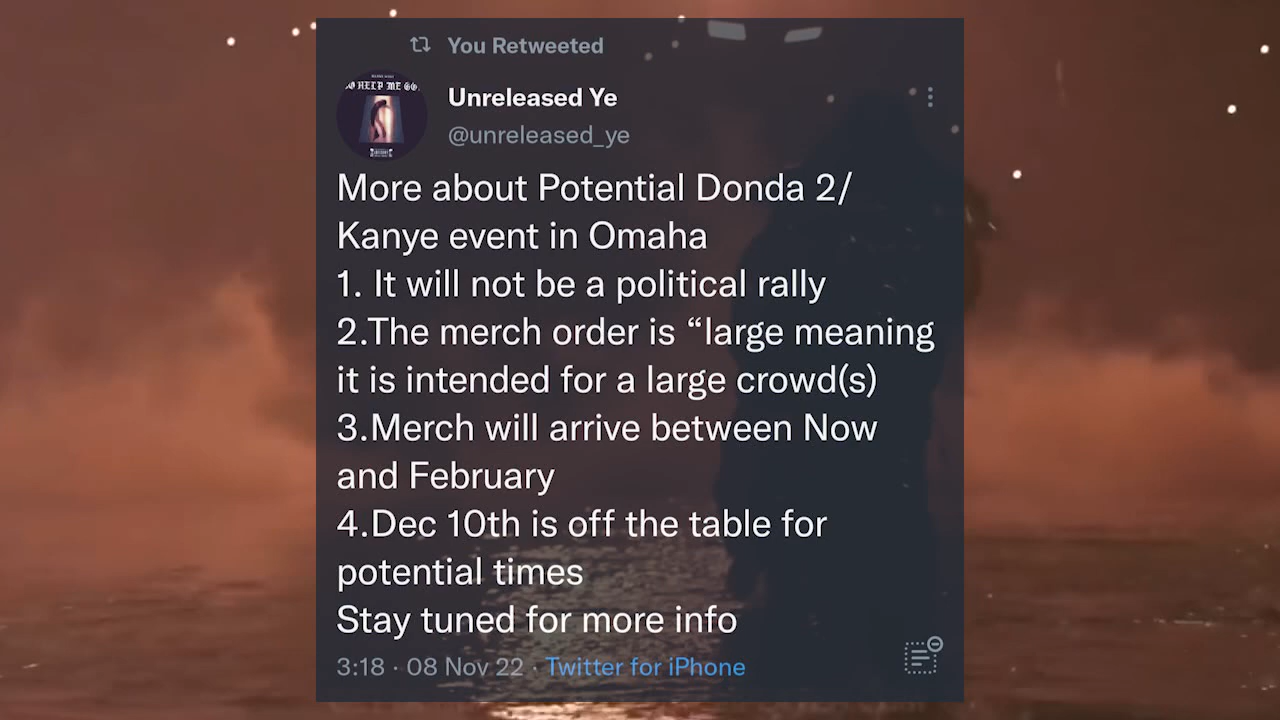 You Retweeted
Unreleased Ye
@unreleased_ye
More about Potential Donda 2/
Kanye event in Omaha
1. It will not be a political rally
2.The merch order is “large meaning
it is intended for a large crowd(s)
3.Merch will arrive between Now
and February
4.Dec 10th is off the table for
potential times
Stay tuned for more info
3:18 · 08 Nov 22 · Twitter for iPhone